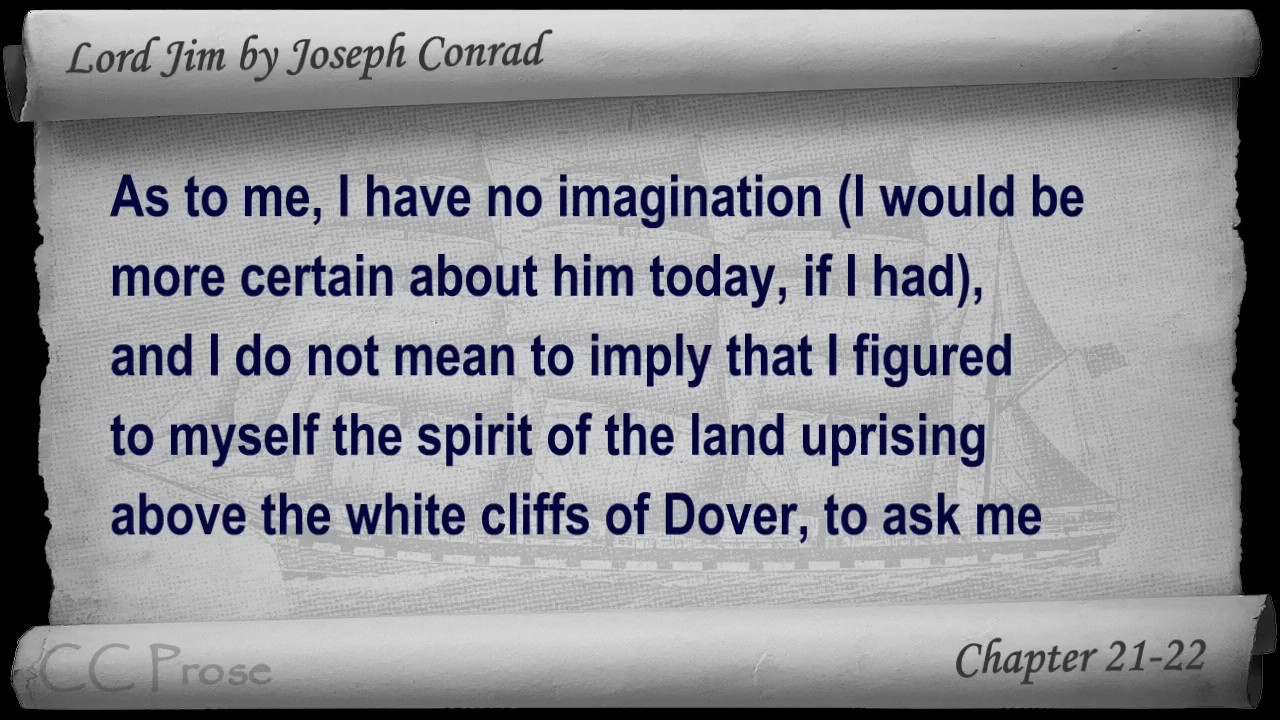 Lord Jim by Joseph Conrad
As to me, I have no imagination (I would be
more certain about him today, if I had),
and I do not mean to imply that I figured
to myself the spirit of the land uprising
above the white cliffs of Dover, to ask me
CC Prose
Chapter 21-22